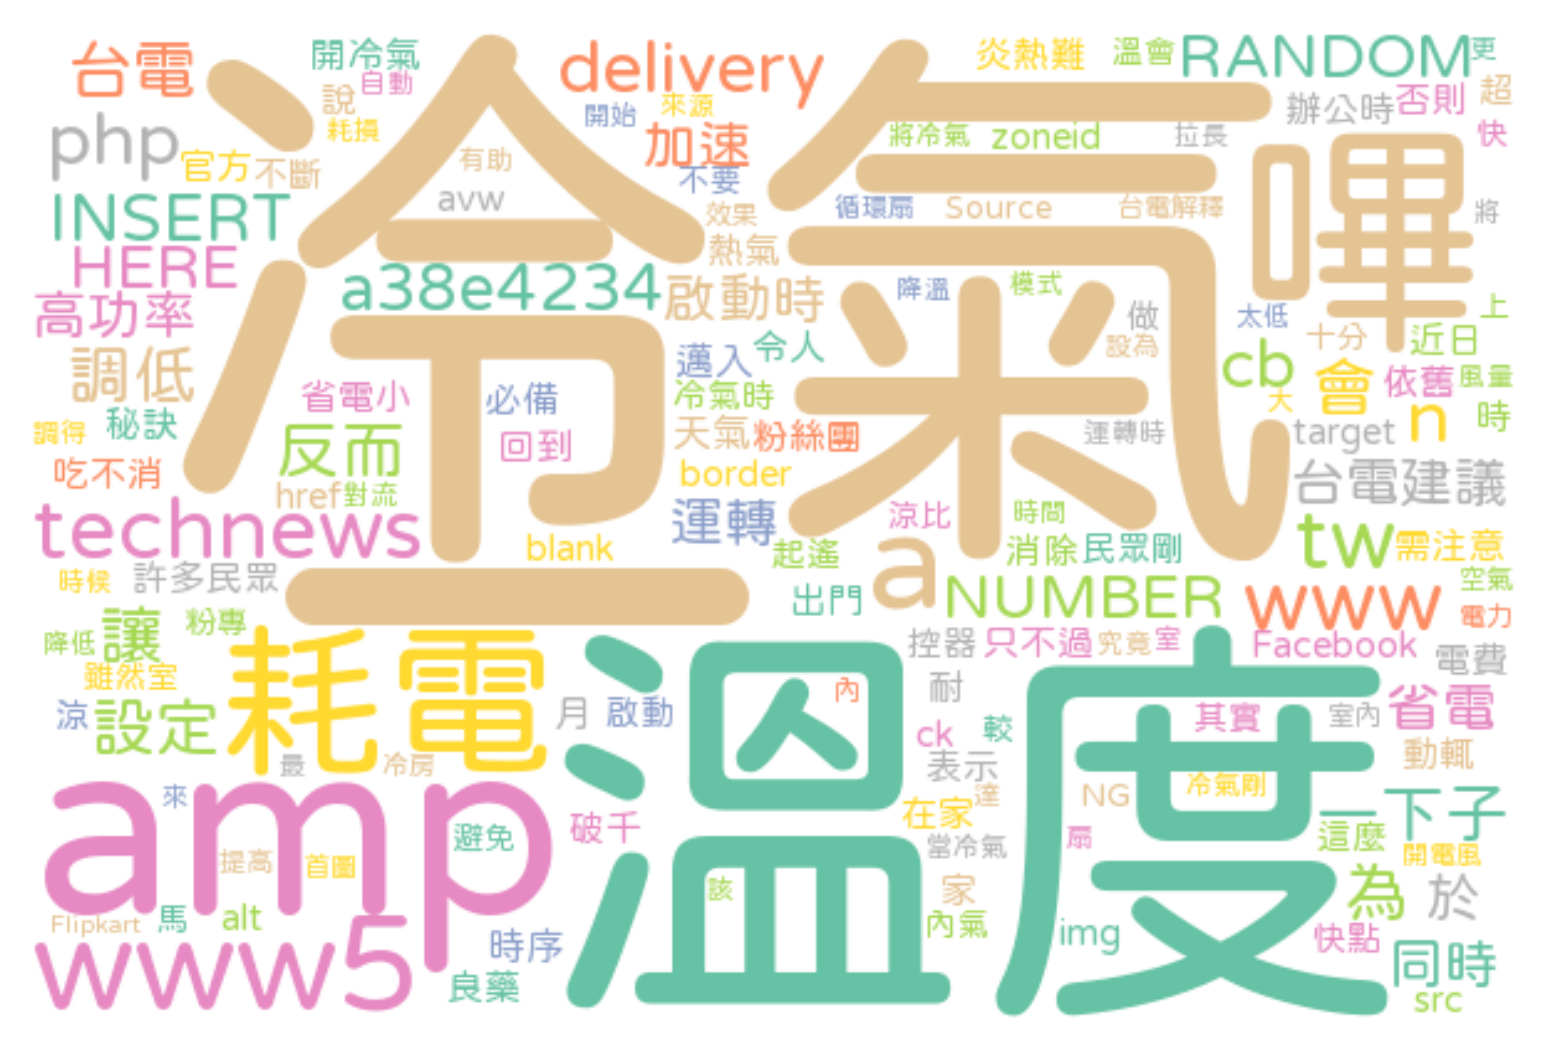 台電
開冷氣
自動
delivery
炎熱難
溫會
RANDOM
更
說
耗損
開始
來源
加速
將冷氣
zoneid
拉長
辦公時
否則
超
快
php
官方
不斷
冷氣
有助
avw
不要
效果
循環扇
Source
台電解釋
嗶
將
INSERT
HERE
熱氣
高功率
a38e4234
啟動時
降溫
模式
做
設為
太低
十分
近日
上
調低
邁入
令人
cb
會
依舊
風量
大
省電小
必備
冷氣時
秘訣
調得
反而
回到
天氣
粉絲團
運轉時
target
n
時
吃不消
href
對流
border
台電建議
technews
運轉
涼比
時間
blank
起遙
a
消除
民眾剛
tw
需注意
時候
許多民眾
出門
NUMBER
www
空氣
電力
粉專
讓
降低
耗電
溫度
控器
只不過
究竟
室
Facebook
電費
雖然室
涼
設定
月
啟動
內
耐
ck
較
其實
室內
省電
動輒
最
冷房
表示
amp
來
破千
在家
達
NG
冷氣剛
一下子
避免
當冷氣
扇
這麼
開電風
提高
首圖
該
家
為
於
Flipkart
馬
alt
內氣
img
快點
www5
時序
良藥
同時
src